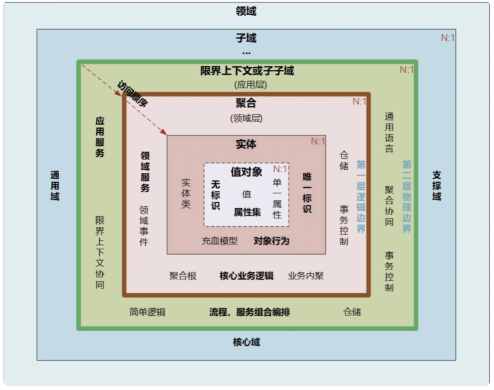 领域
子域
N:1
...
限界上下文或子子域
N:1
(应用层)
访问顺序
聚合
N:1
(领域层)
实体
N:1
值对象
N:1
无标识
值
单一属性
属性集
唯一标识
实体类
充血模型
对象行为
领域服务
领域事件
仓储
事务控制
第一层逻辑边界
聚合根
核心业务逻辑
业务内聚
应用服务
限界上下文协同
通用语言
聚合协同
事务控制
第二层物理边界
简单逻辑
流程、服务组合编排
仓储
通用域
支撑域
核心域